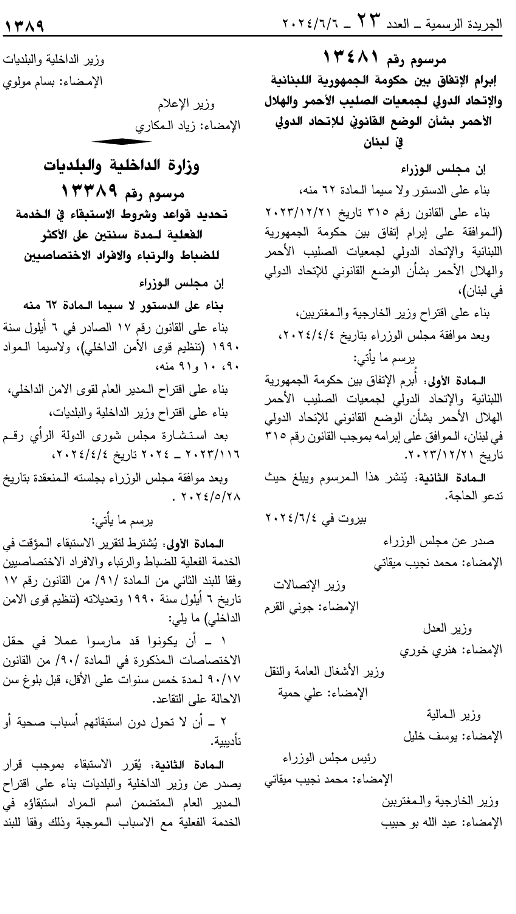 الجريدة الرسمية ــ العدد ٢٣ ــ ٢٠٢٤/٦/٦
١٣٨٩
مرسوم رقم ١٣٤٨١
إبرام الإتفاق بين حكومة الجمهورية اللبنانية
والإتحاد الدولي لجمعيات الصليب الأحمر والهلال
الأحمر بشأن الوضع القانوني للإتحاد الدولي
في لبنان
إن مجلس الوزراء
بناء على الدستور ولا سيما المادة ٦٢ منه،
بناء على القانون رقم ٣١٥ تاريخ ٢٠٢٣/١٢/٢١
(الموافقة على إبرام إتفاق بين حكومة الجمهورية
اللبنانية والإتحاد الدولي لجمعيات الصليب الأحمر
والهلال الأحمر بشأن الوضع القانوني للإتحاد الدولي
في لبنان)،
بناء على اقتراح وزير الخارجية والمغتربين،
وبعد موافقة مجلس الوزراء بتاريخ ٢٠٢٤/٤/٤،
يرسم ما يأتي:
المادة الأولى: أُبرم الإتفاق بين حكومة الجمهورية
اللبنانية والإتحاد الدولي لجمعيات الصليب الأحمر
الهلال الأحمر بشأن الوضع القانوني للإتحاد الدولي
في لبنان، الموافق على إبرامه بموجب القانون رقم ٣١٥
تاريخ ٢٠٢٣/١٢/٢١.
المادة الثانية: يُنشر هذا المرسوم ويبلغ حيث
تدعو الحاجة.
بيروت في ٢٠٢٤/٦/٤
صدر عن مجلس الوزراء
الإمضاء: محمد نجيب ميقاتي
وزير الإتصالات
الإمضاء: جوني القرم
وزير العدل
الإمضاء: هنري خوري
وزير الأشغال العامة والنقل
الإمضاء: علي حمية
وزير المالية
الإمضاء: يوسف خليل
رئيس مجلس الوزراء
الإمضاء: محمد نجيب ميقاتي
وزير الخارجية والمغتربين
الإمضاء: عبد الله بو حبيب
وزير الداخلية والبلديات
الإمضاء: بسام مولوي
وزير الإعلام
الإمضاء: زياد المكاري
وزارة الداخلية والبلديات
مرسوم رقم ١٣٣٨٩
تحديد قواعد وشروط الاستبقاء في الخدمة
الفعلية لمدة سنتين على الأكثر
للضباط والرتباء والافراد الاختصاصيين
إن مجلس الوزراء
بناء على الدستور لا سيما المادة ٦٢ منه
بناء على القانون رقم ١٧ الصادر في ٦ أيلول سنة
١٩٩٠ (تنظيم قوى الأمن الداخلي)، ولاسيما المواد
٩٠، ١٠ و٩١ منه،
بناء على اقتراح المدير العام لقوى الامن الداخلي،
بناء على اقتراح وزير الداخلية والبلديات،
بعد استشارة مجلس شورى الدولة الرأي رقم
٢٠٢٣/١١٦ ــ ٢٠٢٤ تاريخ ٢٠٢٤/٤/٤،
وبعد موافقة مجلس الوزراء بجلسته المنعقدة بتاريخ
٢٠٢٤/٥/٢٨ .
يرسم ما يأتي:
المادة الأولى: يُشترط لتقرير الاستبقاء المؤقت في
الخدمة الفعلية للضباط والرتباء والافراد الاختصاصيين
وفقا للبند الثاني من المادة /٩١/ من القانون رقم ١٧
تاريخ ٦ أيلول سنة ١٩٩٠ وتعديلاته (تنظيم قوى الامن
الداخلي) ما يلي:
١ ــ أن يكونوا قد مارسوا عملا في حقل
الاختصاصات المذكورة في المادة /٩٠/ من القانون
٩٠/١٧ لمدة خمس سنوات على الأقل، قبل بلوغ سن
الاحالة على التقاعد.
٢ ــ أن لا تحول دون استبقائهم أسباب صحية أو
تأديبية.
المادة الثانية: يُقرر الاستبقاء بموجب قرار
يصدر عن وزير الداخلية والبلديات بناء على اقتراح
المدير العام المتضمن اسم المراد استبقاؤه في
الخدمة الفعلية مع الاسباب الموجبة وذلك وفقا للبند